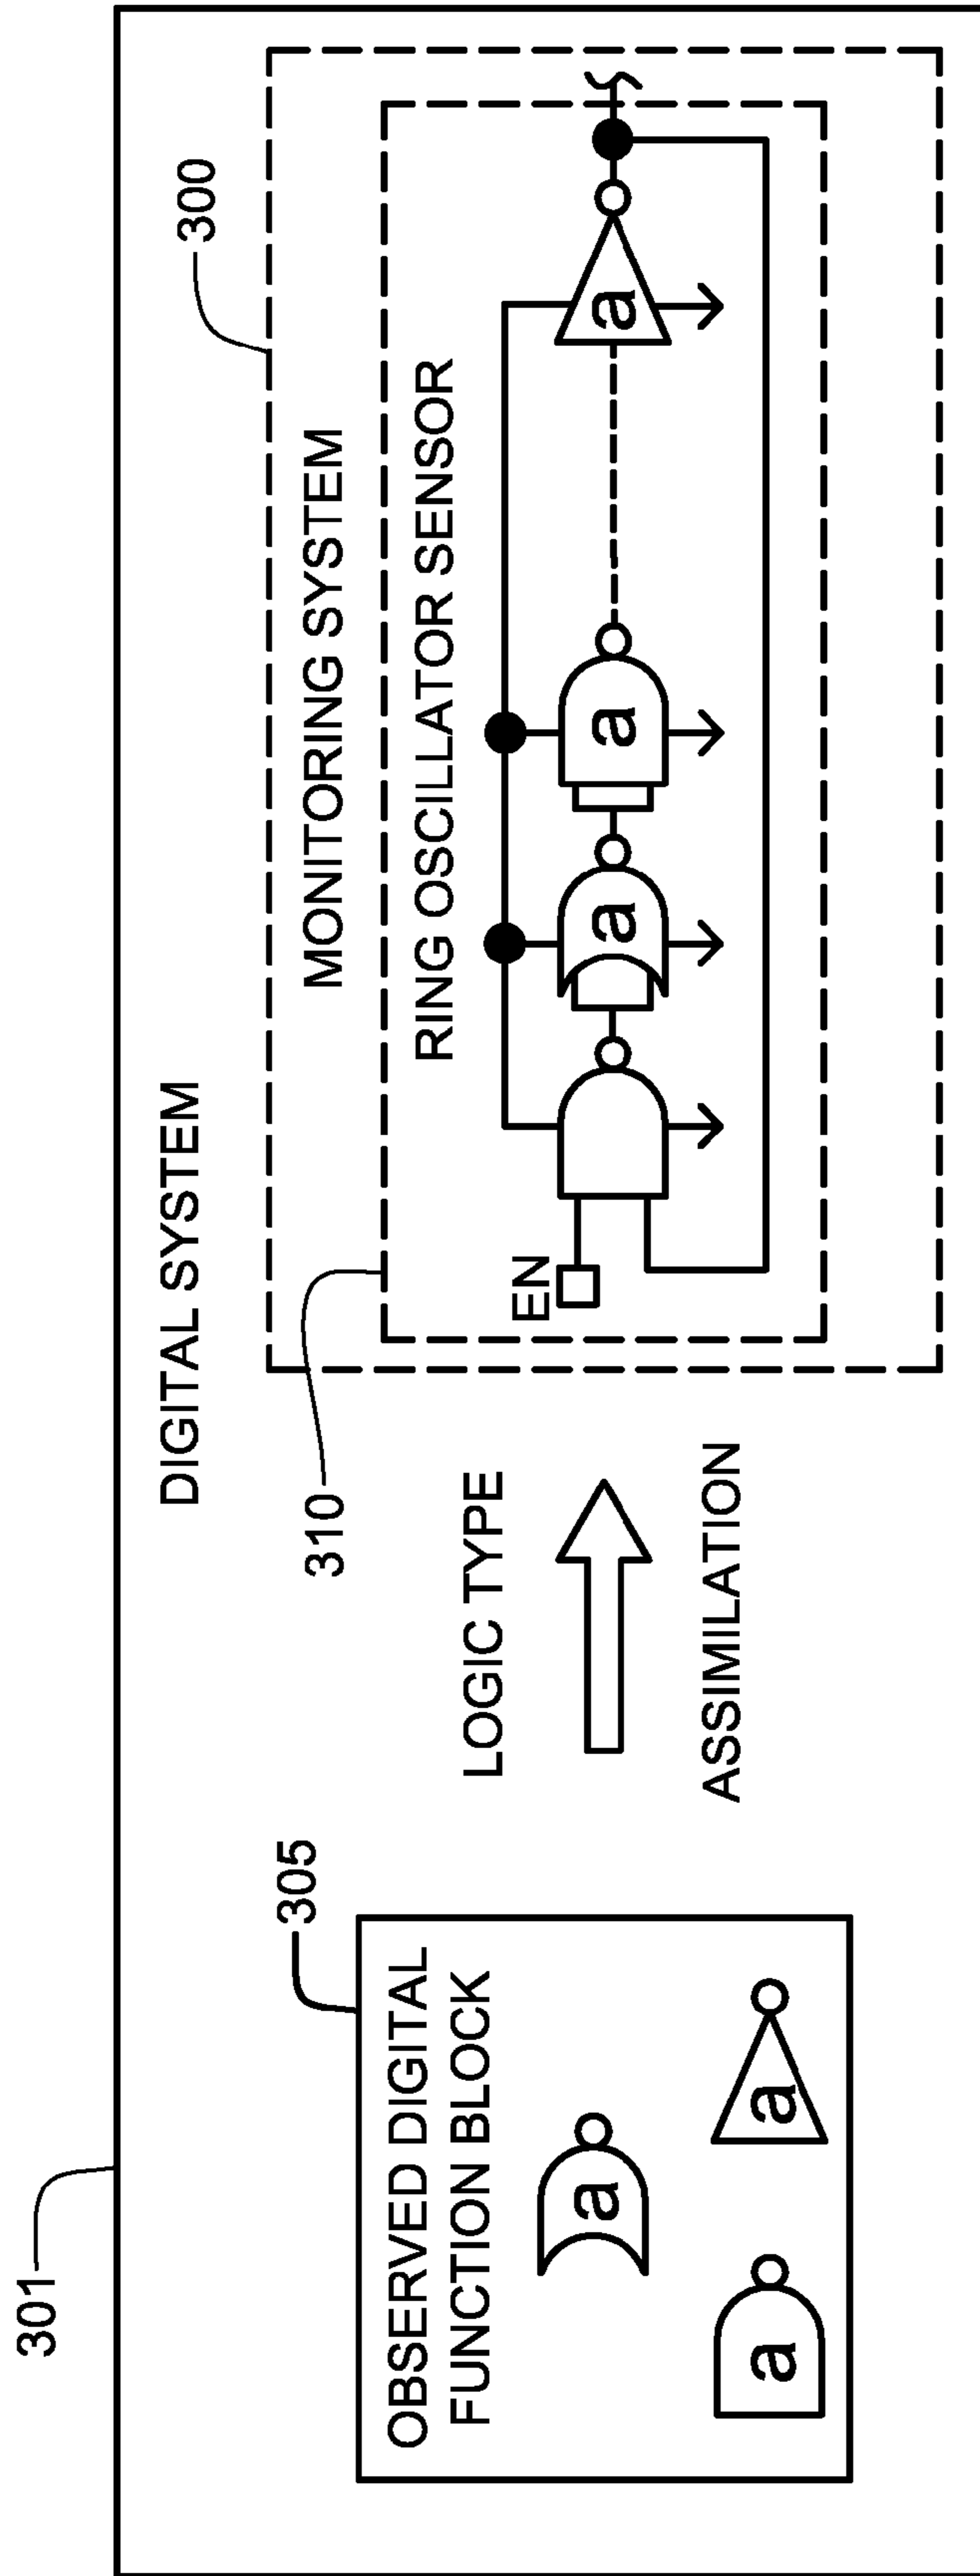 301
DIGITAL SYSTEM
300
305
OBSERVED DIGITAL
FUNCTION BLOCK
a
a
a
LOGIC TYPE
ASSIMILATION
310
MONITORING SYSTEM
RING OSCILLATOR SENSOR
EN
a
a
a